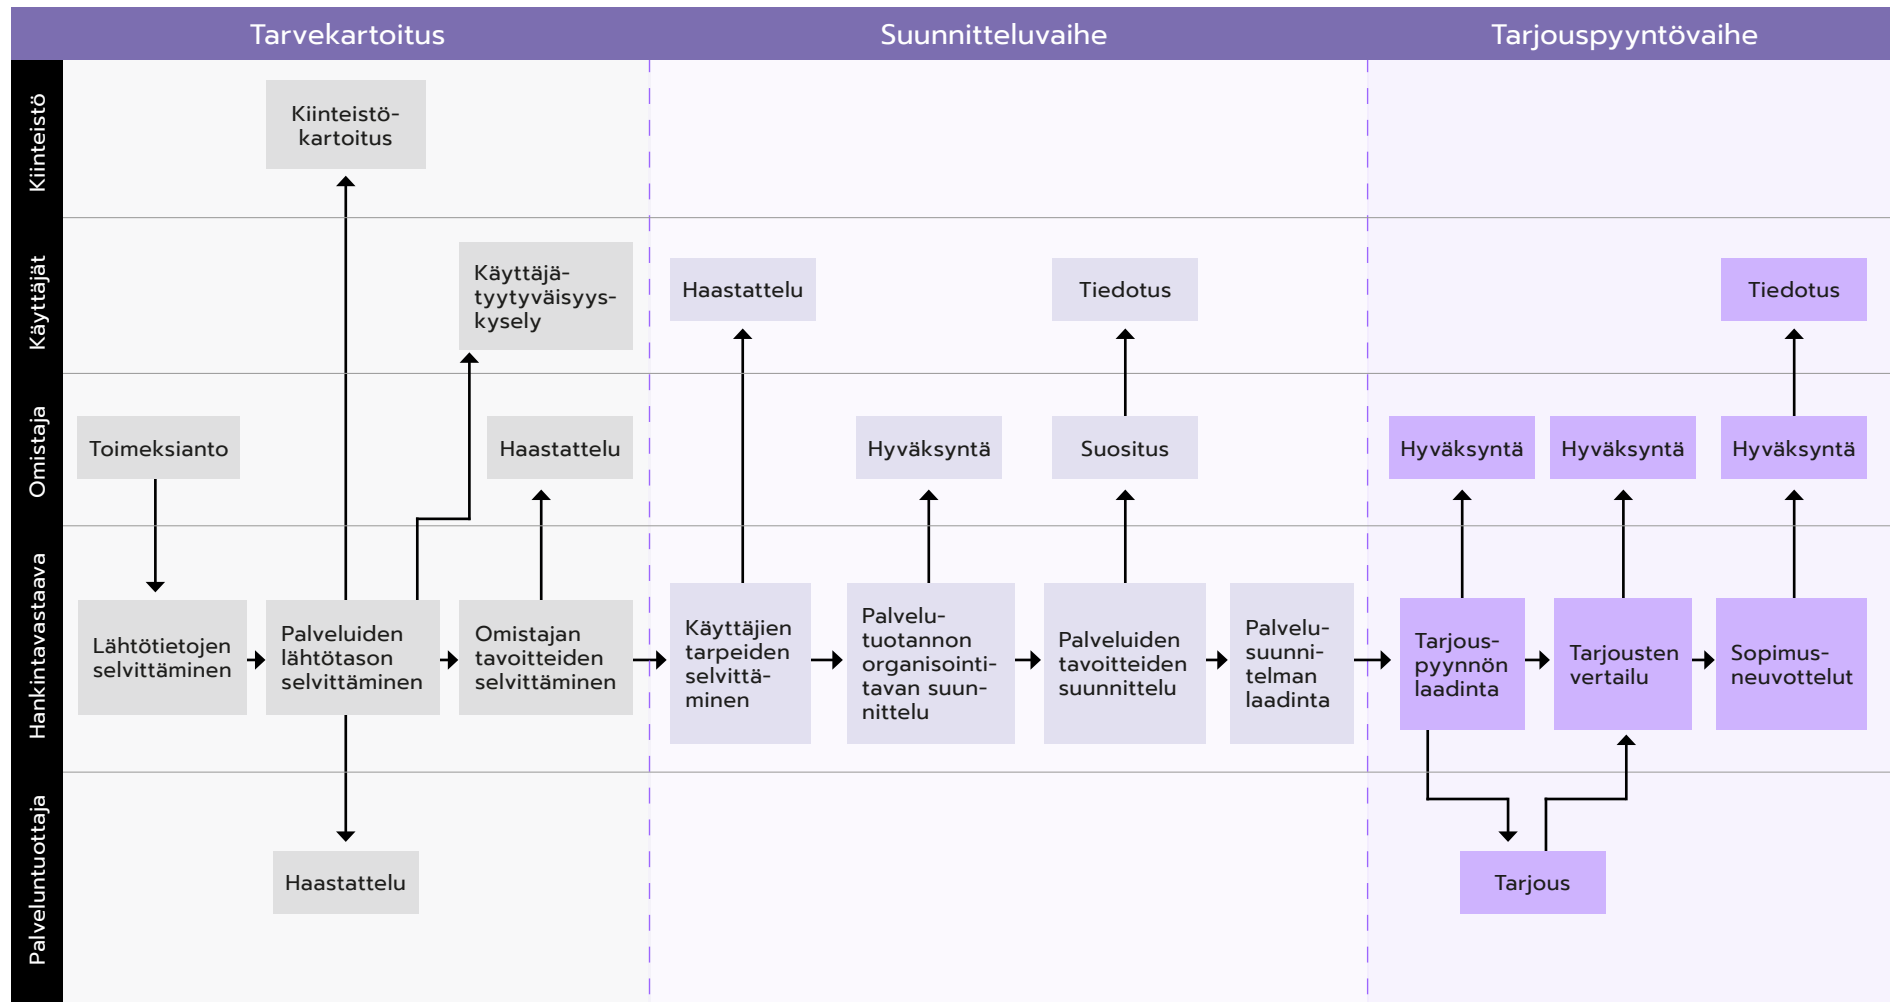 Tarvekartoitus
Suunnitteluvaihe
Tarjouspyyntövaihe
Kiinteistö
Kiinteistö-
kartoitus
Käyttäjät
Käyttäjä-
tyytyväisyys-
kysely
Haastattelu
Tiedotus
Tiedotus
Omistaja
Toimeksianto
Haastattelu
Hyväksyntä
Suositus
Hyväksyntä
Hyväksyntä
Hyväksyntä
Hankintavastaava
Lähtötietojen
selvittäminen
Palveluiden
lähtötason
selvittäminen
Omistajan
tavoitteiden
selvittäminen
Käyttäjien
tarpeiden
selvittä-
minen
Palvelu-
tuotannon
organisointi-
tavan suun-
nittelu
Palveluiden
tavoitteiden
suunnittelu
Palvelu-
suunni-
telman
laadinta
Tarjous-
pyynnön
laadinta
Tarjousten
vertailu
Sopimus-
neuvottelut
Palveluntuottaja
Haastattelu
Tarjous